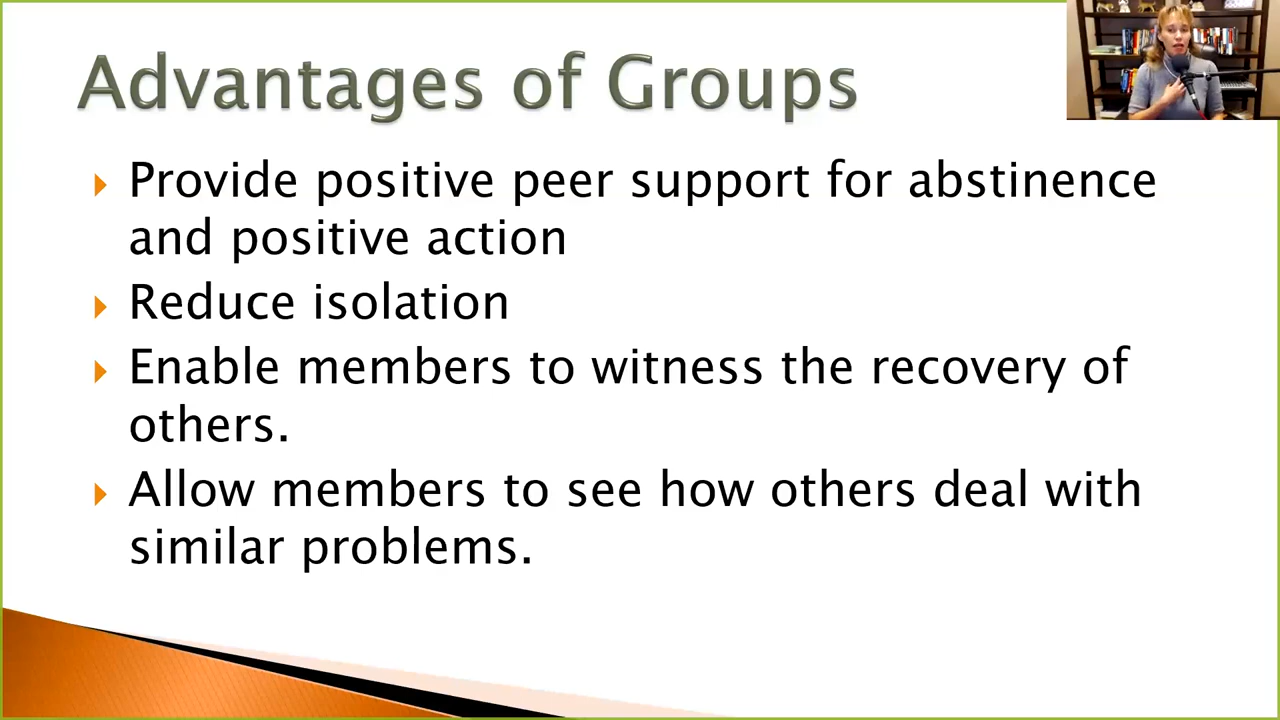 Advantages of Groups
Provide positive peer support for abstinence
and positive action
Reduce isolation
Enable members to witness the recovery of
others.
Allow members to see how others deal with
similar problems.